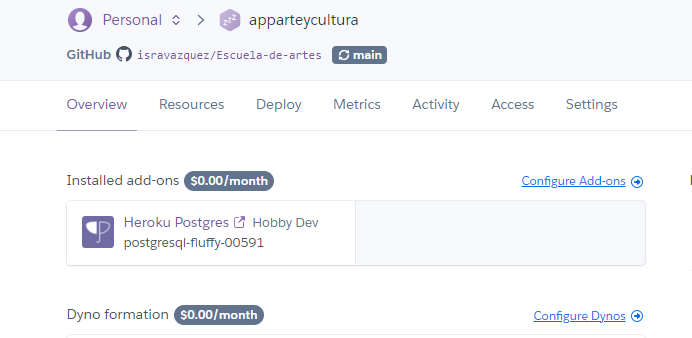 Personal apparteycultura
GitHub isravazquez/Escuela-de-artes main
Overview Resources Deploy Metrics Activity Access Settings
Installed add-ons $0.00/month Configure Add-ons
Heroku Postgres Hobby Dev
postgresql-fluffy-00591
Dyno formation $0.00/month Configure Dynos